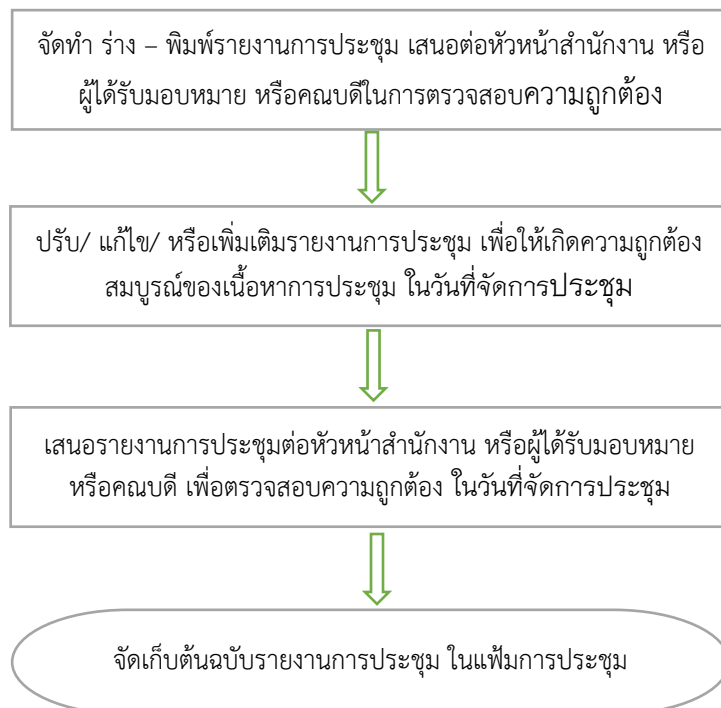 จัดทำ ร่าง – พิมพ์รายงานการประชุม เสนอต่อหัวหน้าสำนักงาน หรือ
ผู้ได้รับมอบหมาย หรือคณบดีในการตรวจสอบความถูกต้อง
ปรับ/ แก้ไข/ หรือเพิ่มเติมรายงานการประชุม เพื่อให้เกิดความถูกต้อง
สมบูรณ์ของเนื้อหาการประชุม ในวันที่จัดการประชุม
เสนอรายงานการประชุมต่อหัวหน้าสำนักงาน หรือผู้ได้รับมอบหมาย
หรือคณบดี เพื่อตรวจสอบความถูกต้อง ในวันที่จัดการประชุม
จัดเก็บต้นฉบับรายงานการประชุม ในแฟ้มการประชุม